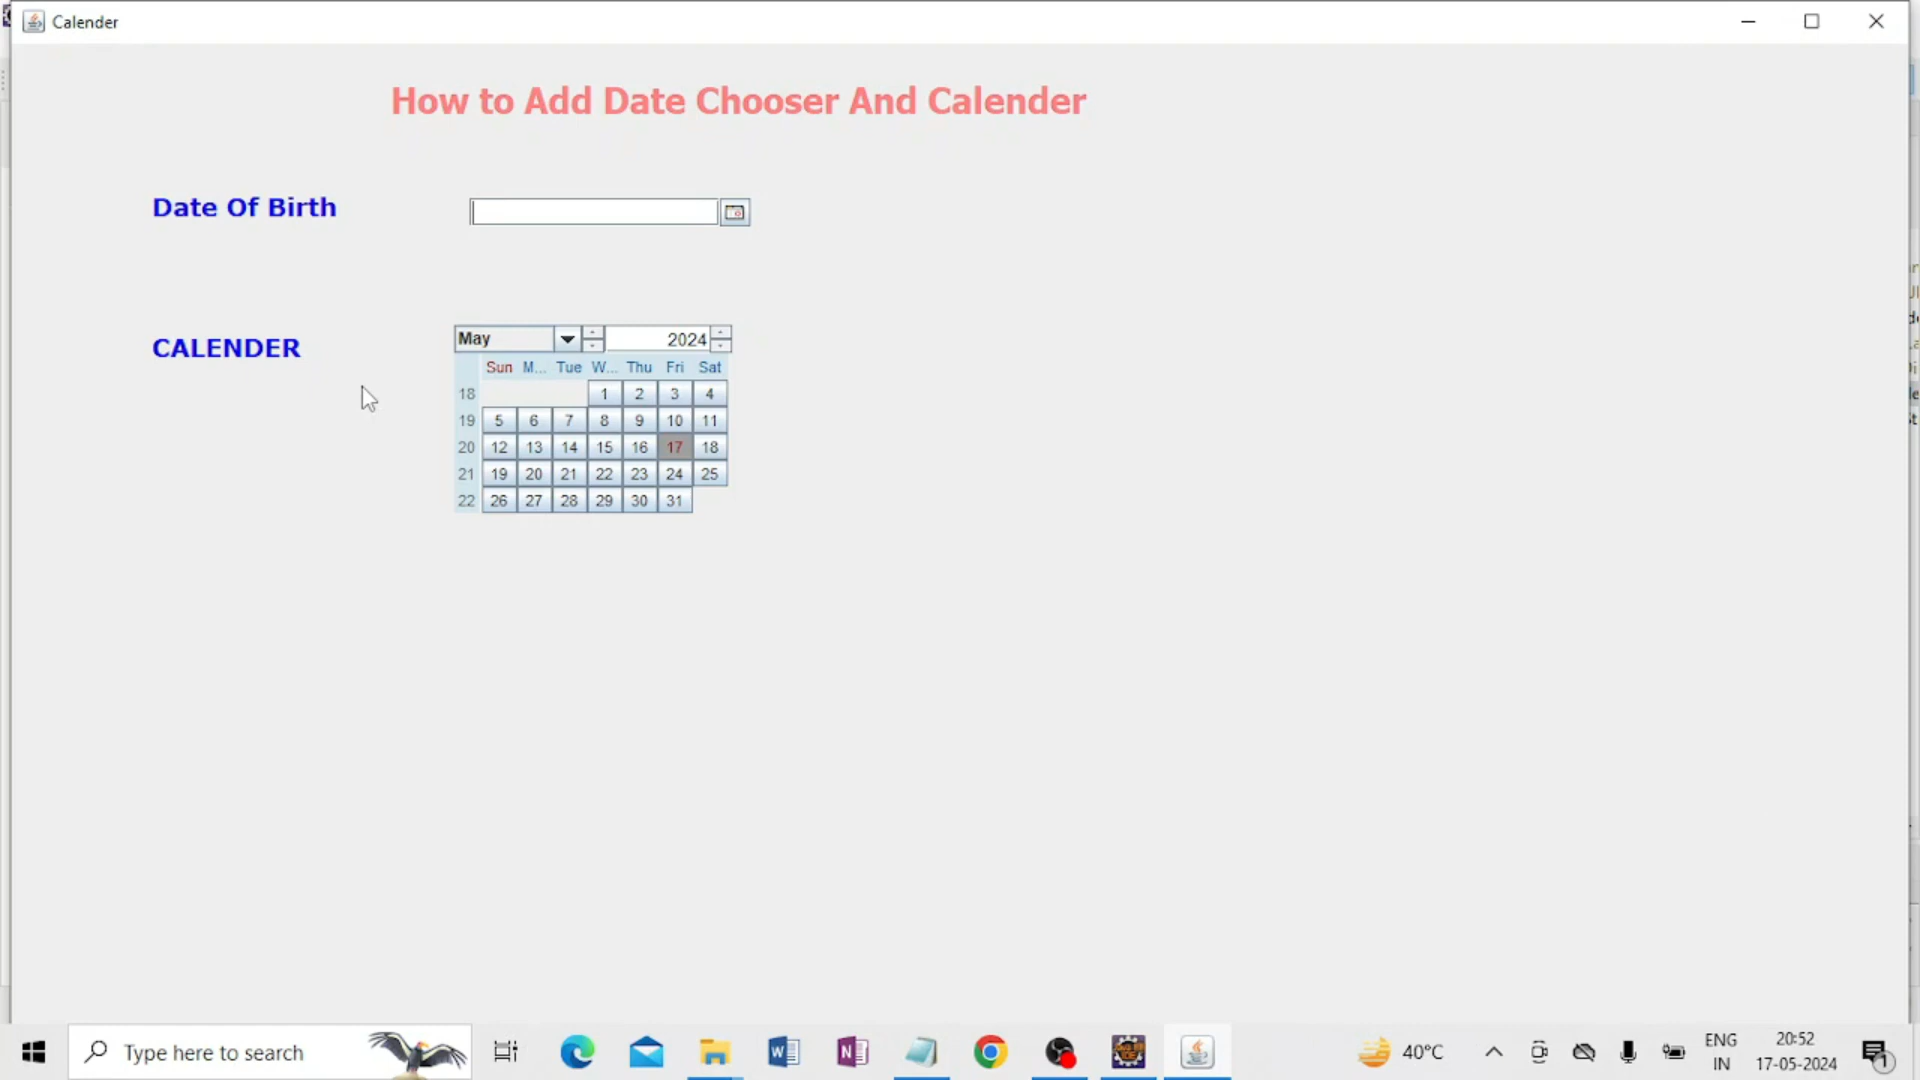 Calender
How to Add Date Chooser And Calender
Date Of Birth
CALENDER
May 2024
Sun M... Tue W... Thu Fri Sat
18 1 2 3 4
19 5 6 7 8 9 10 11
20 12 13 14 15 16 17 18
21 19 20 21 22 23 24 25
22 26 27 28 29 30 31
Type here to search
40°C
ENG
IN
20:52
17-05-2024
1